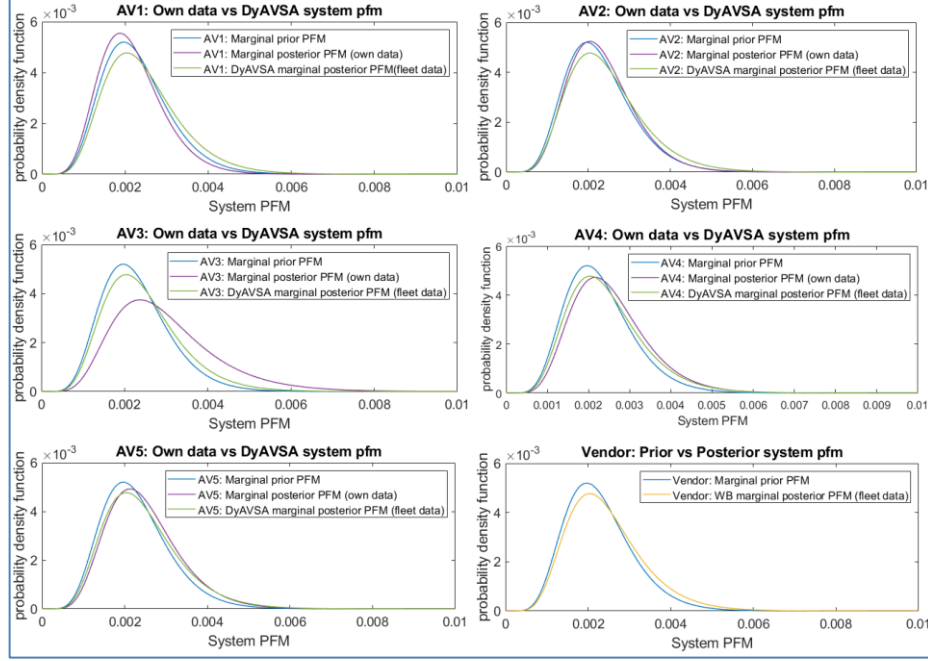 AV1: Own data vs DyAVSA system pfm
×10⁻³
probability density function
6
4
2
0
AV1: Marginal prior PFM
AV1: Marginal posterior PFM (own data)
AV1: DyAVSA marginal posterior PFM(fleet data)
0 0.002 0.004 0.006 0.008 0.01
System PFM
AV2: Own data vs DyAVSA system pfm
×10⁻³
probability density function
6
4
2
0
AV2: Marginal prior PFM
AV2: Marginal posterior PFM (own data)
AV2: DyAVSA marginal posterior PFM (fleet data)
0 0.002 0.004 0.006 0.008 0.01
System PFM
AV3: Own data vs DyAVSA system pfm
×10⁻³
probability density function
6
4
2
0
AV3: Marginal prior PFM
AV3: Marginal posterior PFM (own data)
AV3: DyAVSA marginal posterior PFM (fleet data)
0 0.002 0.004 0.006 0.008 0.01
System PFM
AV4: Own data vs DyAVSA system pfm
×10⁻³
probability density function
6
4
2
0
AV4: Marginal prior PFM
AV4: Marginal posterior PFM (own data)
AV4: DyAVSA marginal posterior PFM (fleet data)
0 0.001 0.002 0.003 0.004 0.005 0.006 0.007 0.008 0.009 0.01
System PFM
AV5: Own data vs DyAVSA system pfm
×10⁻³
probability density function
6
4
2
0
AV5: Marginal prior PFM
AV5: Marginal posterior PFM (own data)
AV5: DyAVSA marginal posterior PFM (fleet data)
0 0.002 0.004 0.006 0.008 0.01
System PFM
Vendor: Prior vs Posterior system pfm
×10⁻³
probability density function
6
4
2
0
Vendor: Marginal prior PFM
Vendor: WB marginal posterior PFM (fleet data)
0 0.002 0.004 0.006 0.008 0.01
System PFM